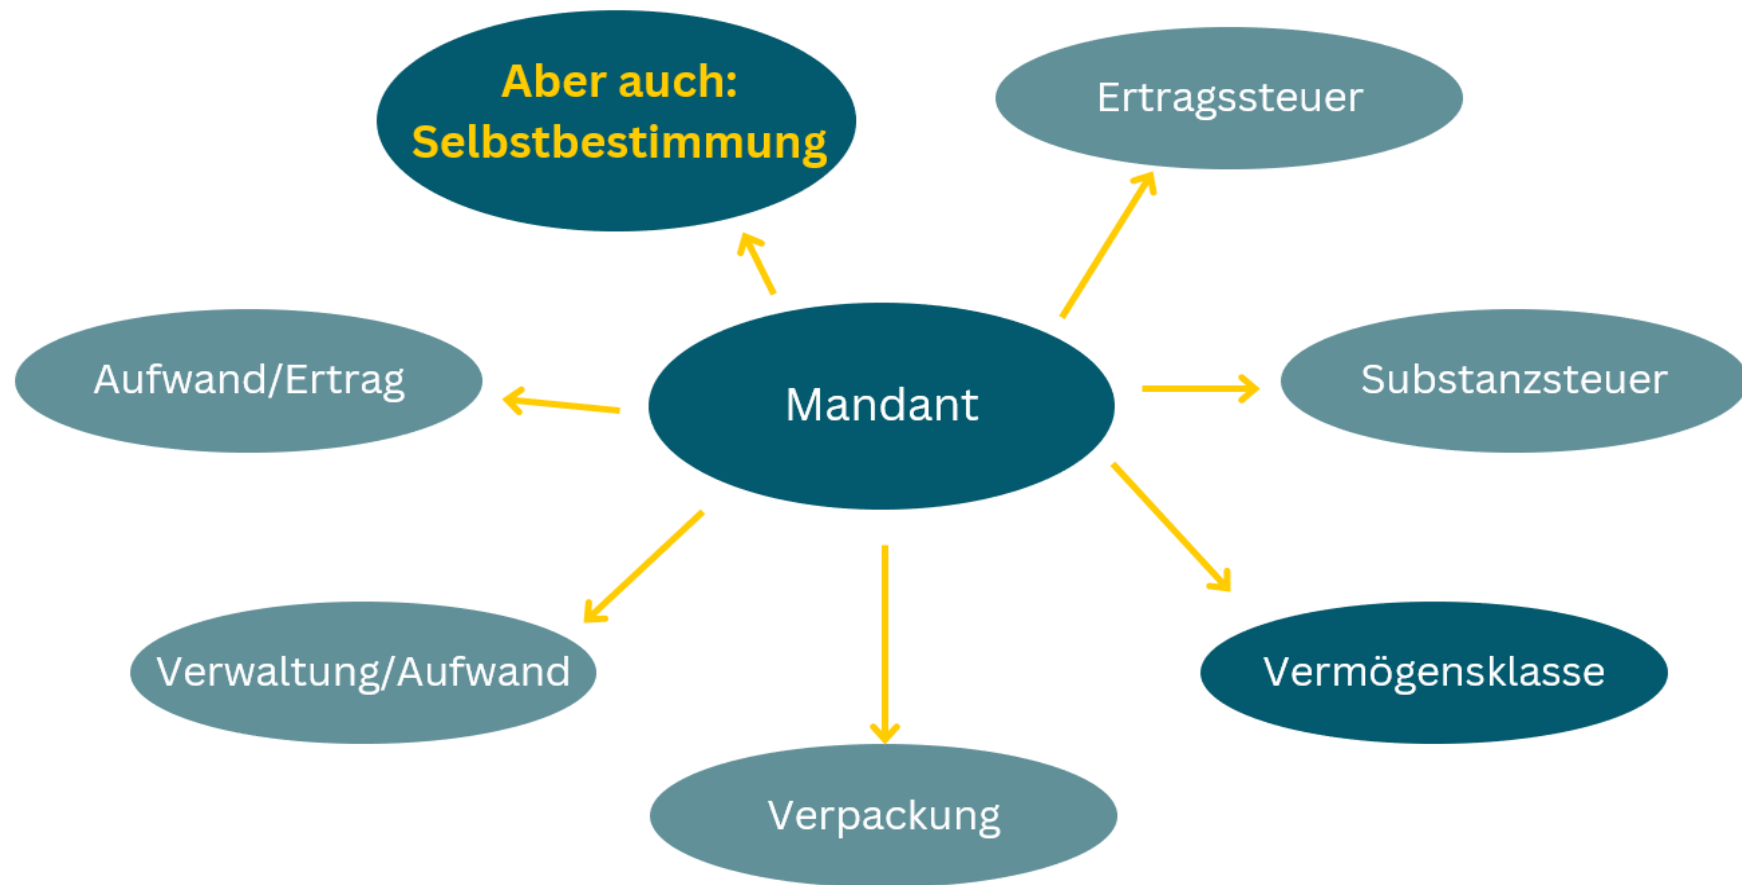 Aber auch:
Selbstbestimmung
Ertragssteuer
Aufwand/Ertrag
Mandant
Substanzsteuer
Verwaltung/Aufwand
Vermögensklasse
Verpackung